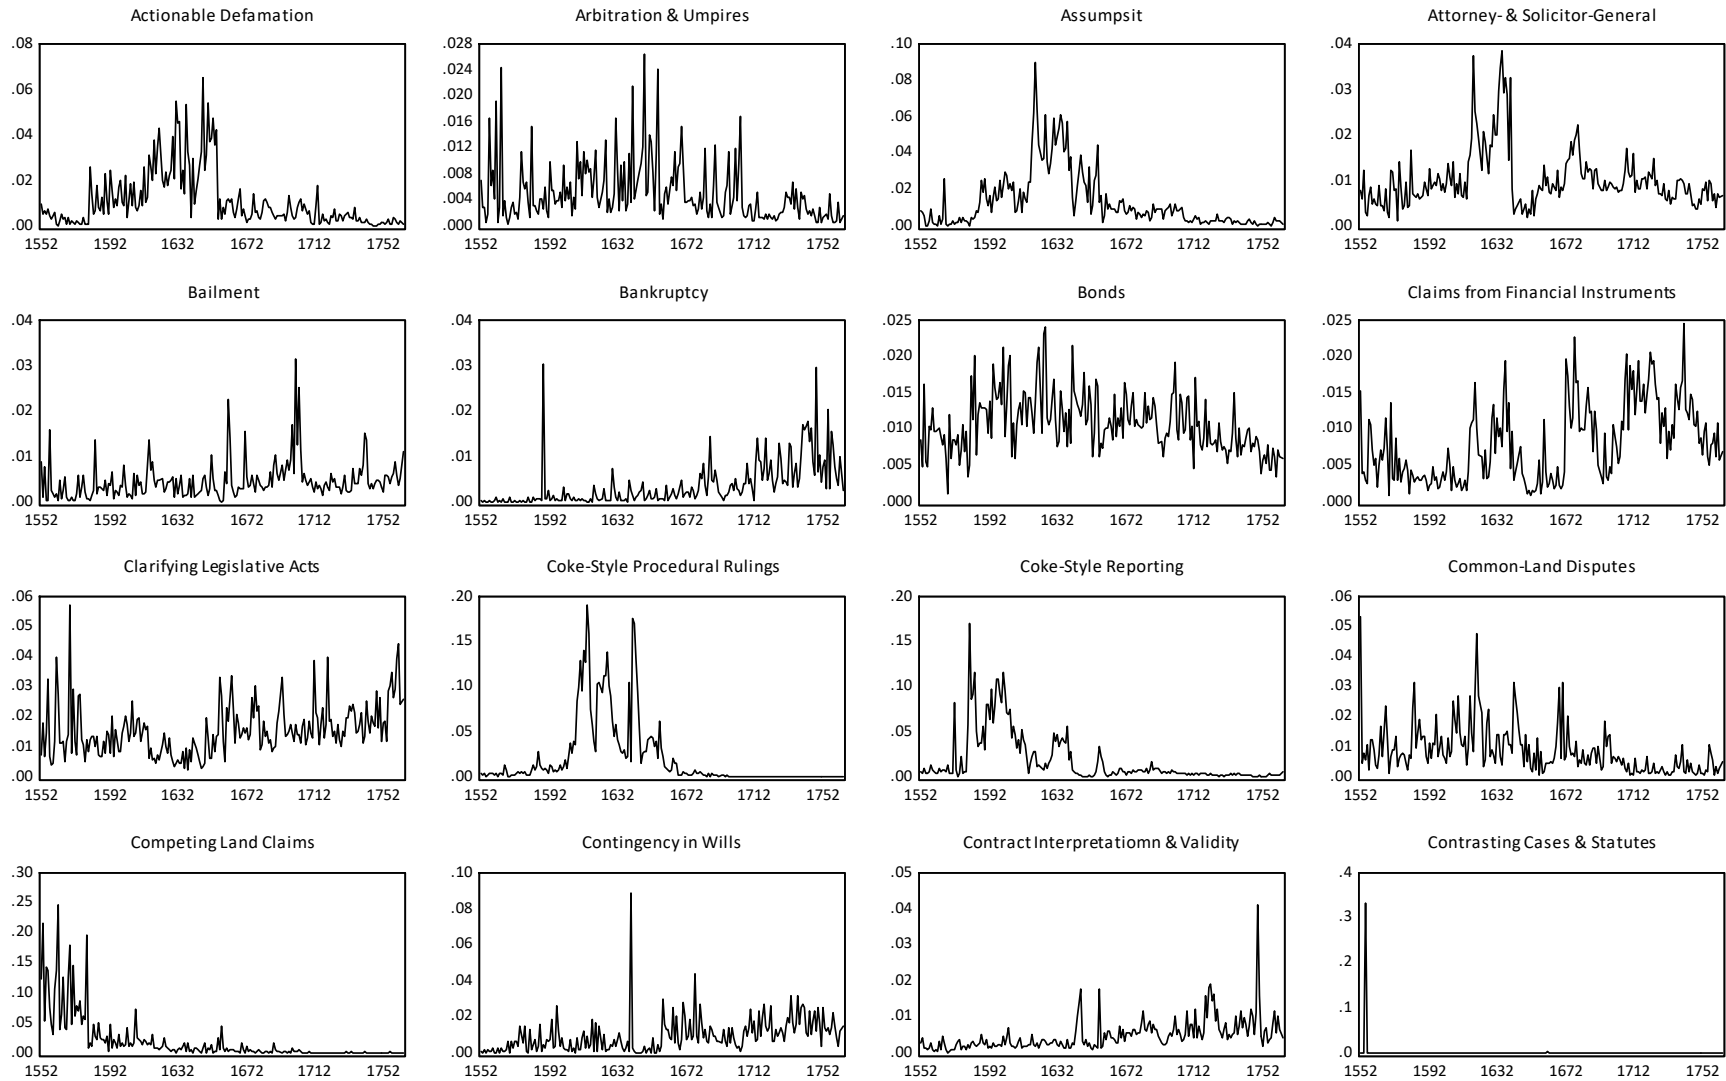 Actionable Defamation
.08
.06
.04
.02
.00
1552 1592 1632 1672 1712 1752
Arbitration & Umpires
.028
.024
.020
.016
.012
.008
.004
.000
1552 1592 1632 1672 1712 1752
Assumpsit
.10
.08
.06
.04
.02
.00
1552 1592 1632 1672 1712 1752
Attorney- & Solicitor-General
.04
.03
.02
.01
.00
1552 1592 1632 1672 1712 1752
Bailment
.04
.03
.02
.01
.00
1552 1592 1632 1672 1712 1752
Bankruptcy
.04
.03
.02
.01
.00
1552 1592 1632 1672 1712 1752
Bonds
.025
.020
.015
.010
.005
.000
1552 1592 1632 1672 1712 1752
Claims from Financial Instruments
.025
.020
.015
.010
.005
.000
1552 1592 1632 1672 1712 1752
Clarifying Legislative Acts
.06
.05
.04
.03
.02
.01
.00
1552 1592 1632 1672 1712 1752
Coke-Style Procedural Rulings
.20
.15
.10
.05
.00
1552 1592 1632 1672 1712 1752
Coke-Style Reporting
.20
.15
.10
.05
.00
1552 1592 1632 1672 1712 1752
Common-Land Disputes
.06
.05
.04
.03
.02
.01
.00
1552 1592 1632 1672 1712 1752
Competing Land Claims
.30
.25
.20
.15
.10
.05
.00
1552 1592 1632 1672 1712 1752
Contingency in Wills
.10
.08
.06
.04
.02
.00
1552 1592 1632 1672 1712 1752
Contract Interpretatiomn & Validity
.05
.04
.03
.02
.01
.00
1552 1592 1632 1672 1712 1752
Contrasting Cases & Statutes
.4
.3
.2
.1
.0
1552 1592 1632 1672 1712 1752